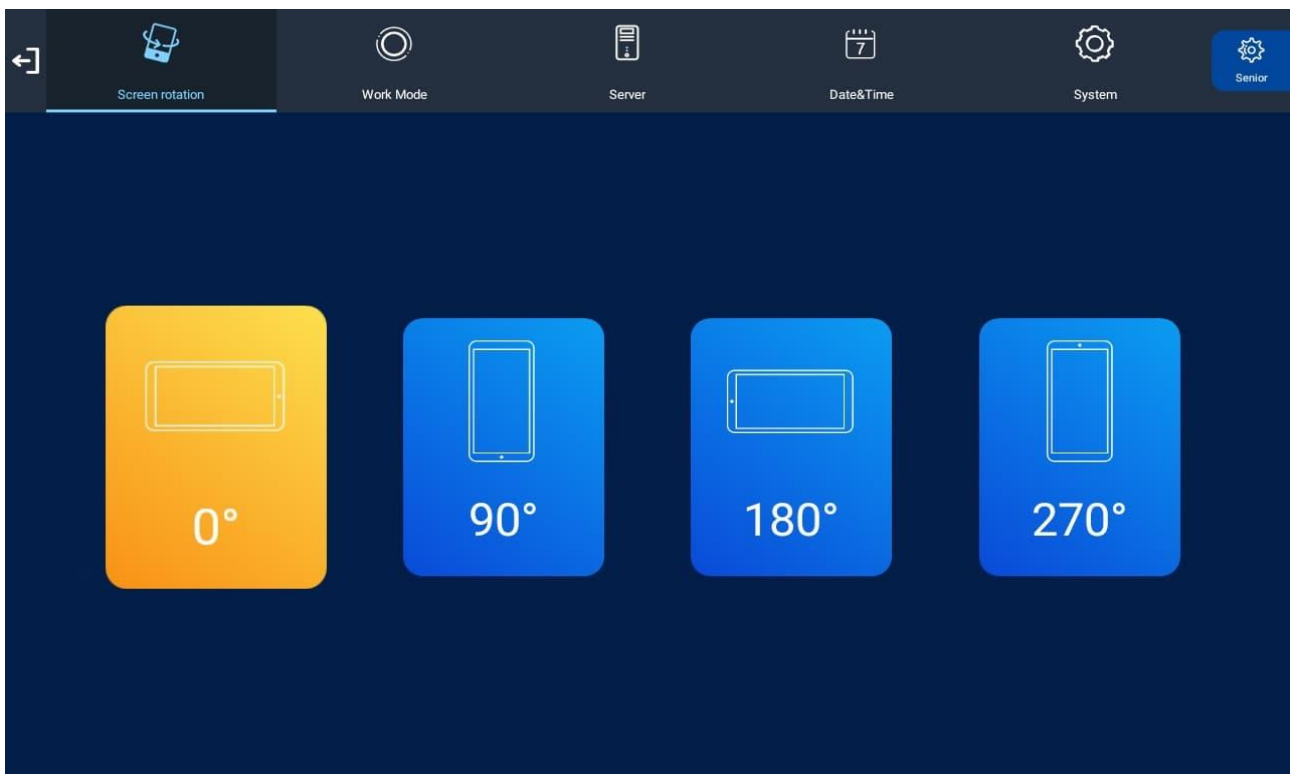 Screen rotation
Work Mode
Server
7
Date&Time
System
Senior
0°
90°
180°
270°